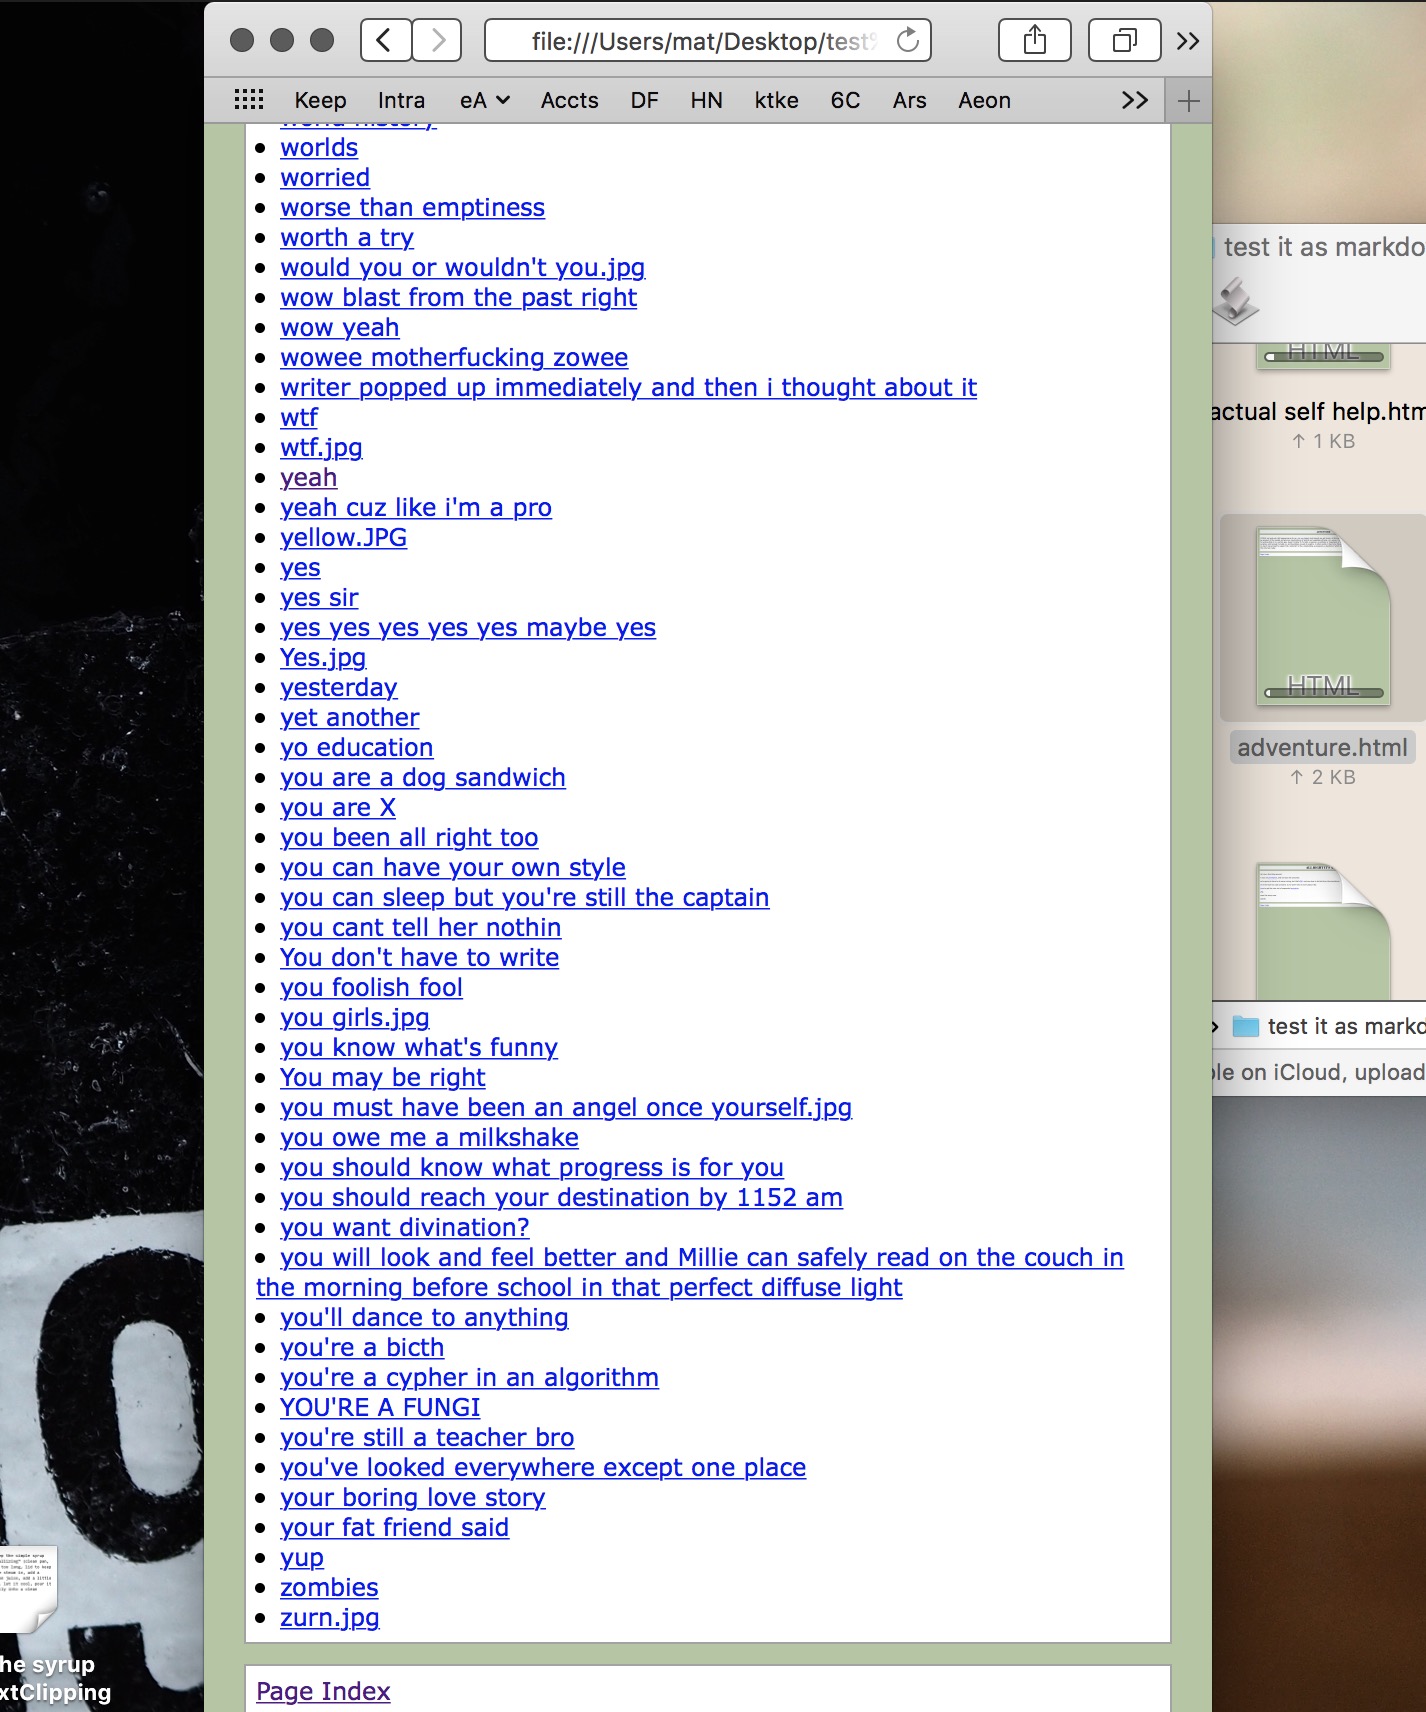 file:///Users/mat/Desktop/test%
Keep Intra eA Accts DF HN ktke 6C Ars Aeon
world history
worlds
worried
worse than emptiness
worth a try
would you or wouldn't you.jpg
wow blast from the past right
wow yeah
wowee motherfucking zowee
writer popped up immediately and then i thought about it
wtf
wtf.jpg
yeah
yeah cuz like i'm a pro
yellow.JPG
yes
yes sir
yes yes yes yes yes maybe yes
Yes.jpg
yesterday
yet another
yo education
you are a dog sandwich
you are X
you been all right too
you can have your own style
you can sleep but you're still the captain
you cant tell her nothin
You don't have to write
you foolish fool
you girls.jpg
you know what's funny
You may be right
you must have been an angel once yourself.jpg
you owe me a milkshake
you should know what progress is for you
you should reach your destination by 1152 am
you want divination?
you will look and feel better and Millie can safely read on the couch in
the morning before school in that perfect diffuse light
you'll dance to anything
you're a bicth
you're a cypher in an algorithm
YOU'RE A FUNGI
you're still a teacher bro
you've looked everywhere except one place
your boring love story
your fat friend said
yup
zombies
zurn.jpg
Page Index
test it as markdo
HTML
actual self help.htm
↑ 1 KB
HTML
adventure.html
↑ 2 KB
test it as markd
ble on iCloud, upload
he syrup
xtClipping